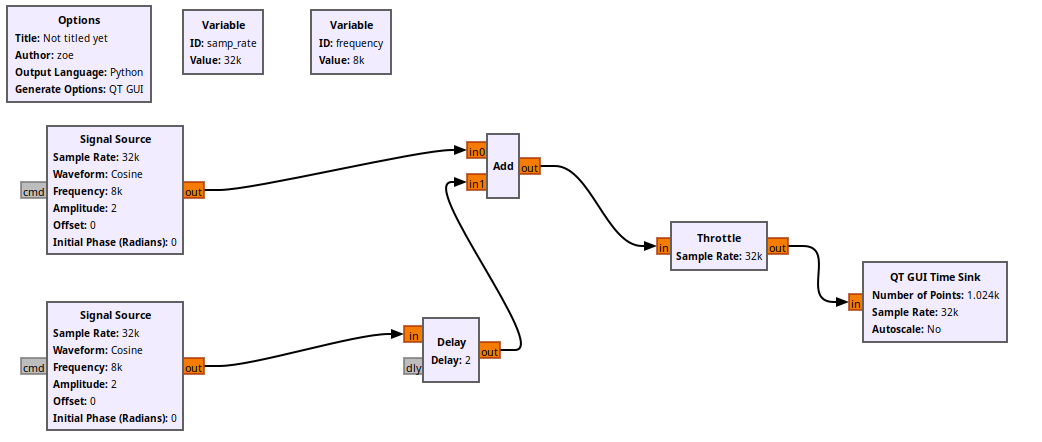 Options
Title: Not titled yet
Author: zoe
Output Language: Python
Generate Options: QT GUI
Variable
ID: samp_rate
Value: 32k
Variable
ID: frequency
Value: 8k
Signal Source
Sample Rate: 32k
Waveform: Cosine
Frequency: 8k
Amplitude: 2
Offset: 0
Initial Phase (Radians): 0
cmd
out
in0
in1
Add
out
in
Throttle
Sample Rate: 32k
out
in
QT GUI Time Sink
Number of Points: 1.024k
Sample Rate: 32k
Autoscale: No
Signal Source
Sample Rate: 32k
Waveform: Cosine
Frequency: 8k
Amplitude: 2
Offset: 0
Initial Phase (Radians): 0
cmd
out
in
dly
Delay
Delay: 2
out